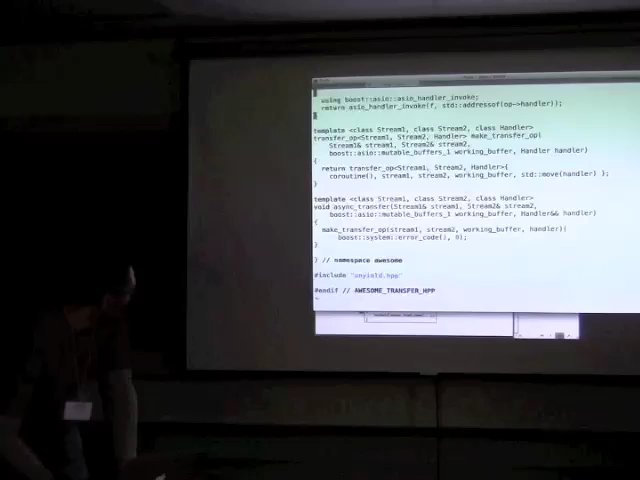 using boost::asio::asio_handler_invoke;
return asio_handler_invoke(f, std::addressof(op->handler));
}
template <class Stream1, class Stream2, class Handler>
transfer_op<Stream1, Stream2, Handler> make_transfer_op(
Stream1& stream1, Stream2& stream2,
boost::asio::mutable_buffers_1 working_buffer, Handler handler)
{
return transfer_op<Stream1, Stream2, Handler>{
coroutine(), stream1, stream2, working_buffer, std::move(handler) };
}
template <class Stream1, class Stream2, class Handler>
void async_transfer(Stream1& stream1, Stream2& stream2,
boost::asio::mutable_buffers_1 working_buffer, Handler&& handler)
{
make_transfer_op(stream1, stream2, working_buffer, handler)(
boost::system::error_code(), 0);
}
} // namespace awesome
#include "unyield.hpp"
#endif // AWESOME_TRANSFER_HPP
~